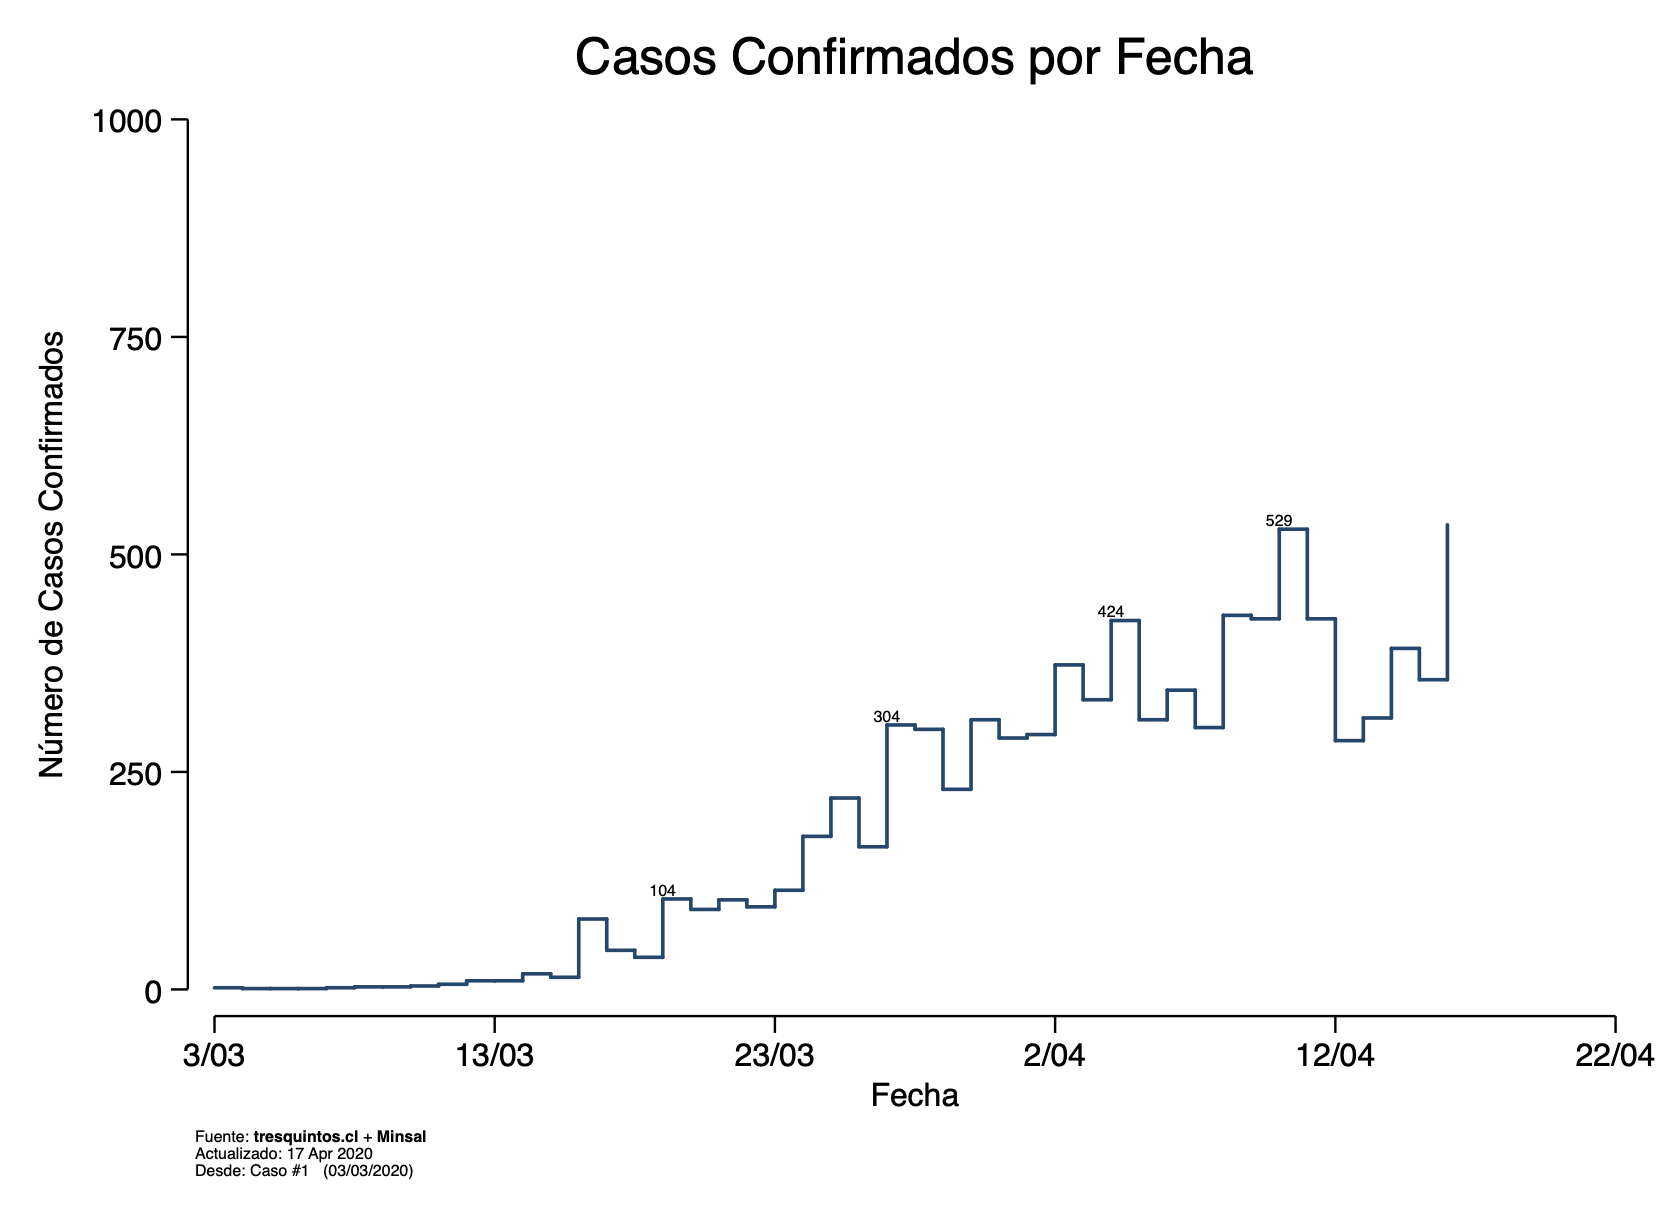 Casos Confirmados por Fecha
1000
750
500
250
0
Número de Casos Confirmados
529
424
304
104
3/03 13/03 23/03 2/04 12/04 22/04
Fecha
Fuente: tresquintos.cl + Minsal
Actualizado: 17 Apr 2020
Desde: Caso #1 (03/03/2020)